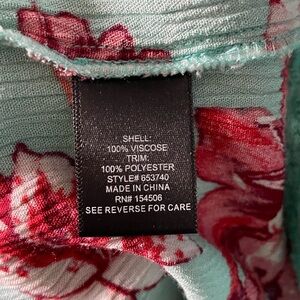 SHELL:
100% VISCOSE
TRIM:
100% POLYESTER
STYLE# 653740
MADE IN CHINA
RN# 154506
SEE REVERSE FOR CARE